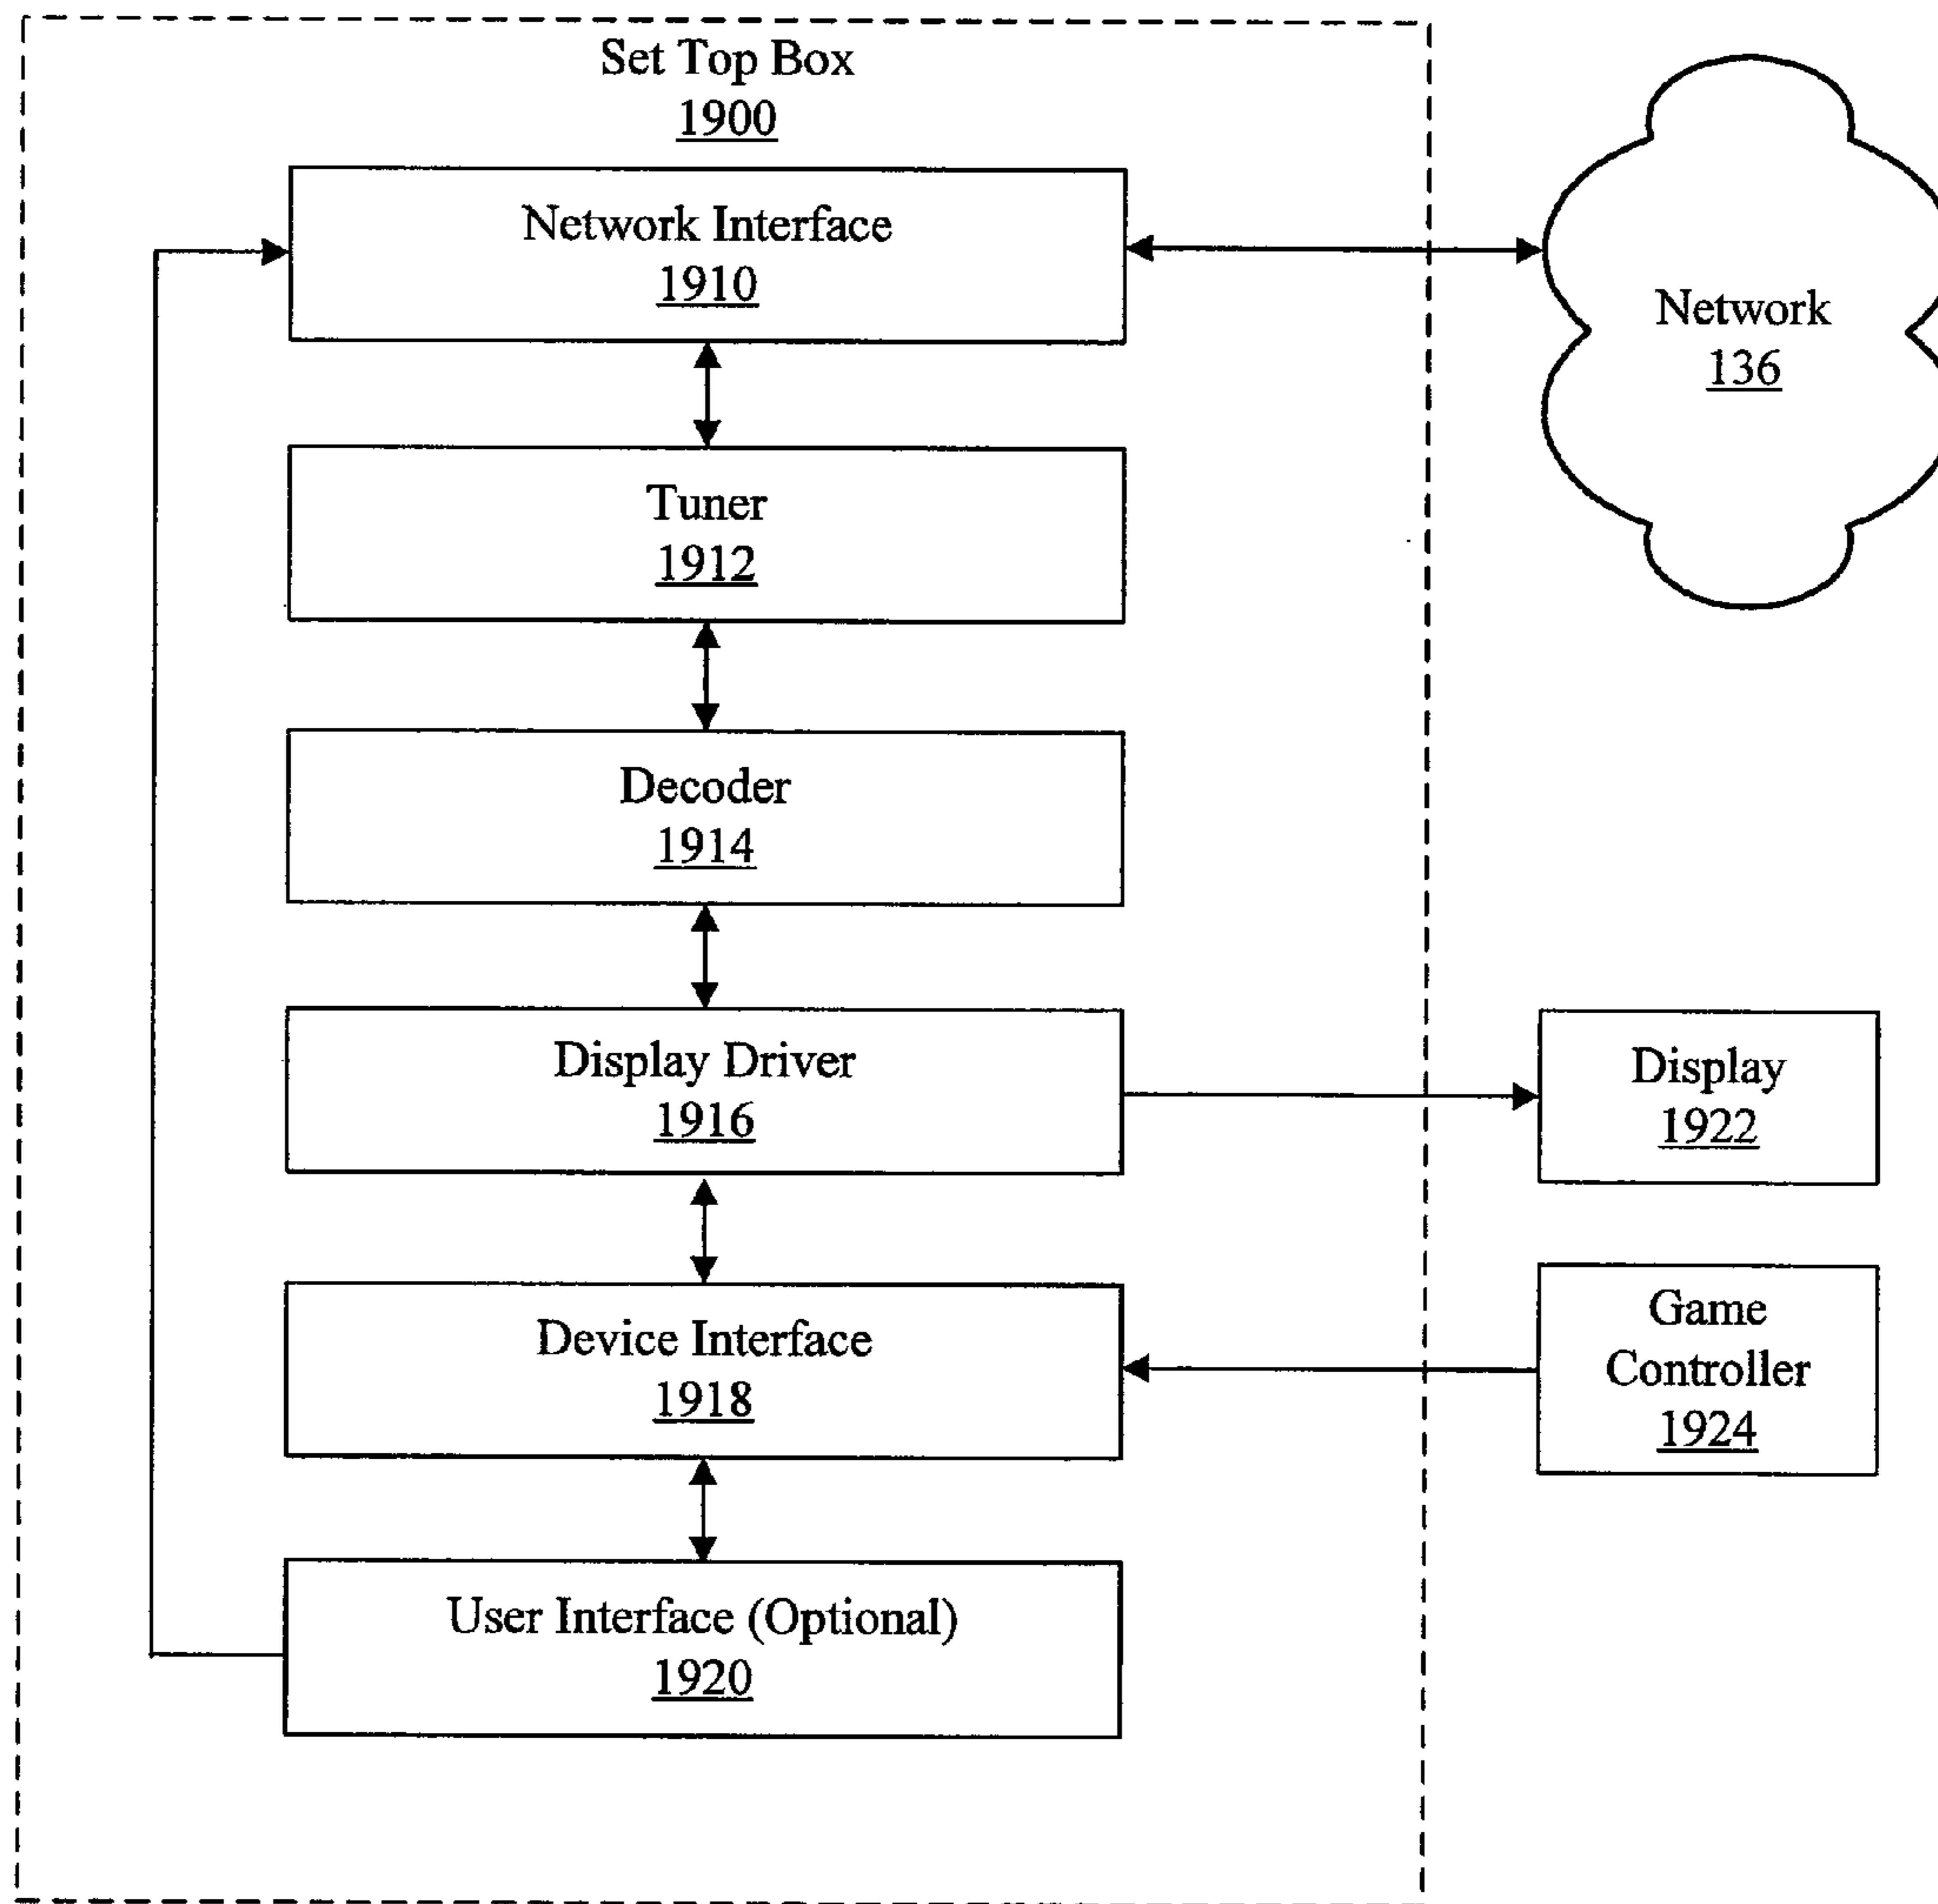 Set Top Box
1900
Network Interface
1910
Network
136
Tuner
1912
Decoder
1914
Display Driver
1916
Display
1922
Device Interface
1918
Game
Controller
1924
User Interface (Optional)
1920